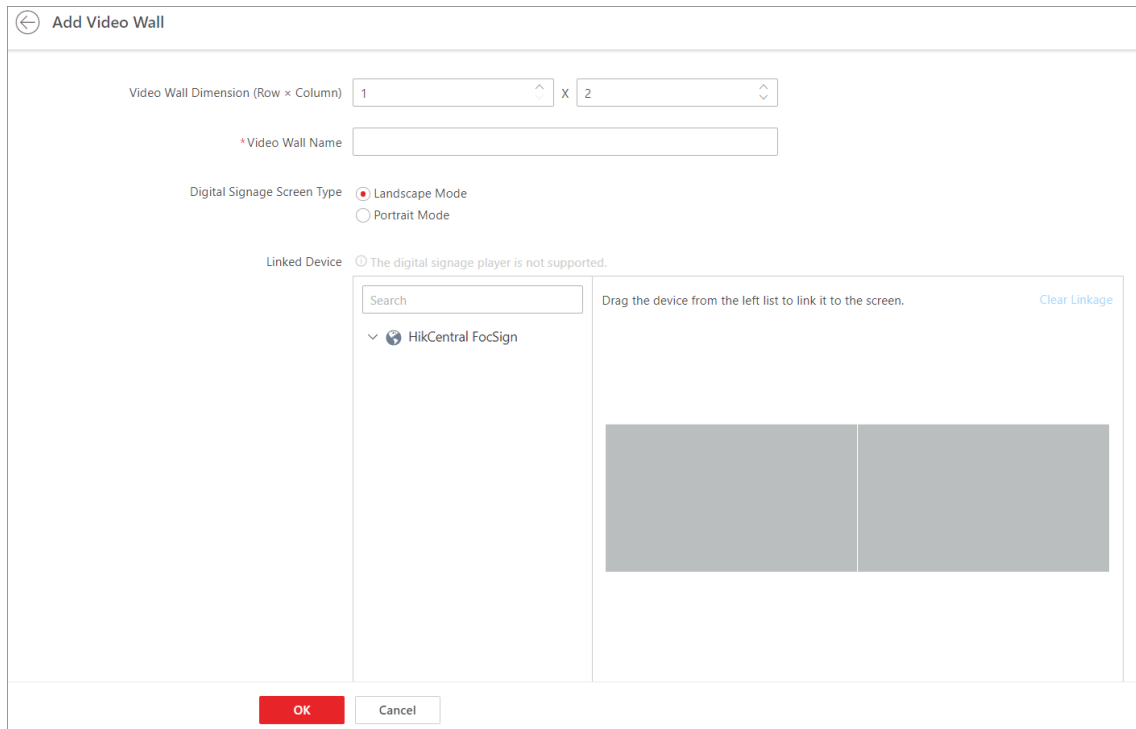 Add Video Wall
Video Wall Dimension (Row × Column) 1 X 2
*Video Wall Name
Digital Signage Screen Type Landscape Mode
Portrait Mode
Linked Device The digital signage player is not supported.
Search
Drag the device from the left list to link it to the screen. Clear Linkage
HikCentral FocSign
OK Cancel